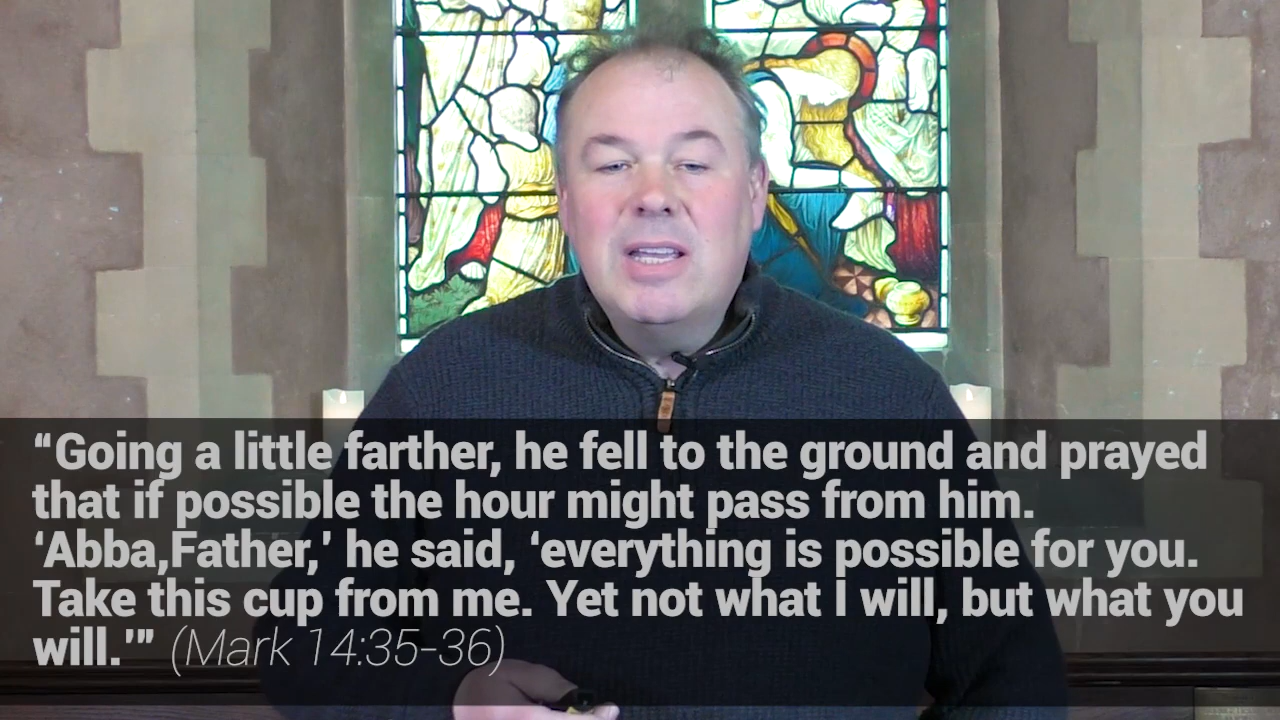 “Going a little farther, he fell to the ground and prayed
that if possible the hour might pass from him.
‘Abba,Father,’ he said, ‘everything is possible for you.
Take this cup from me. Yet not what I will, but what you
will.’” (Mark 14:35-36)